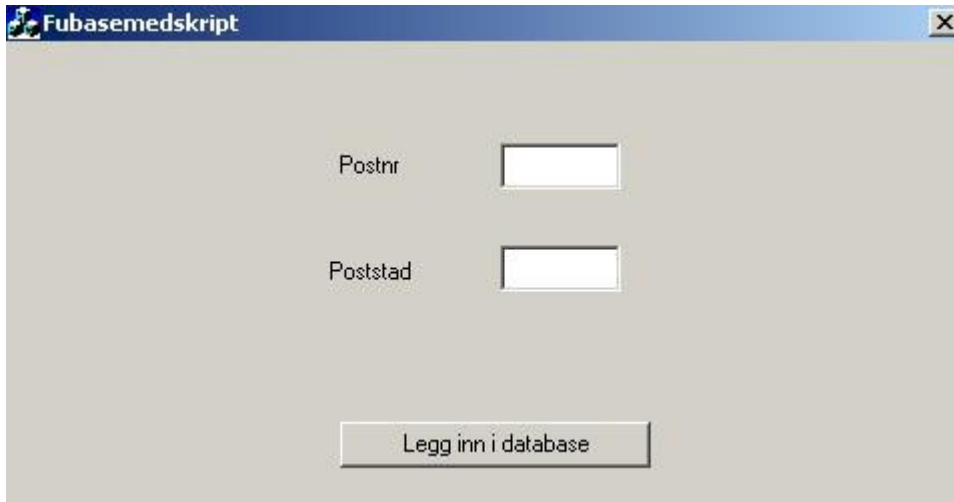 Fubasemedskript
Postnr
Poststad
Legg inn i database